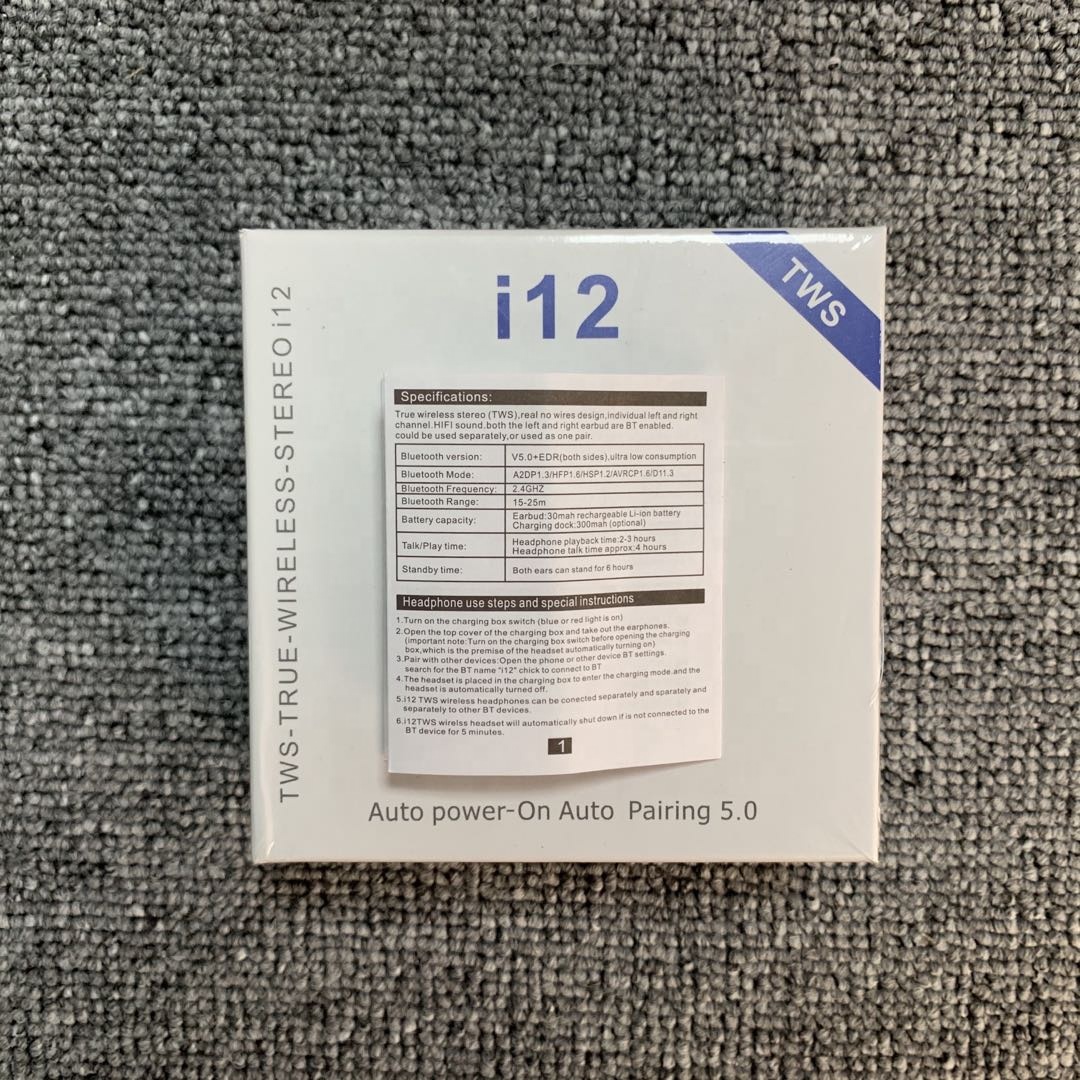 i12
TWS
TWS-TRUE-WIRELESS-STEREO i12
Specifications:
True wireless stereo (TWS),real no wires design,individual left and right
channel.HIFI sound.both the left and right earbud are BT enabled.
could be used separately,or used as one pair.
Bluetooth version: V5.0+EDR(both sides),ultra low consumption
Bluetooth Mode: A2DP1.3/HFP1.6/HSP1.2/AVRCP1.6/D11.3
Bluetooth Frequency: 2.4GHZ
Bluetooth Range: 15-25m
Battery capacity: Earbud:30mah rechargeable Li-ion battery
Charging dock:300mah (optional)
Talk/Play time: Headphone playback time:2-3 hours
Headphone talk time approx:4 hours
Standby time: Both ears can stand for 6 hours
Headphone use steps and special instructions
1.Turn on the charging box switch (blue or red light is on)
2.Open the top cover of the charging box and take out the earphones.
(important note:Turn on the charging box switch before opening the charging
box,which is the premise of the headset automatically turning on)
3.Pair with other devices:Open the phone or other device BT settings.
search for the BT name "i12" chick to connect to BT
4.The headset is placed in the charging box to enter the charging mode.and the
headset is automatically turned off.
5.i12 TWS wireless headphones can be conected separately and sparately and
separately to other BT devices.
6.i12TWS wirelss headset will automatically shut down if is not connected to the
BT device for 5 minutes.
1
Auto power-On Auto Pairing 5.0